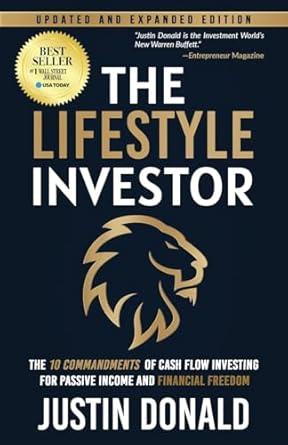 UPDATED AND EXPANDED EDITION
"Justin Donald is the Investment World's
New Warren Buffett."
—Entrepreneur Magazine
BEST
SELLER
#1 WALL STREET
JOURNAL
USA TODAY
THE
LIFESTYLE
INVESTOR
THE 10 COMMANDMENTS OF CASH FLOW INVESTING
FOR PASSIVE INCOME AND FINANCIAL FREEDOM
JUSTIN DONALD